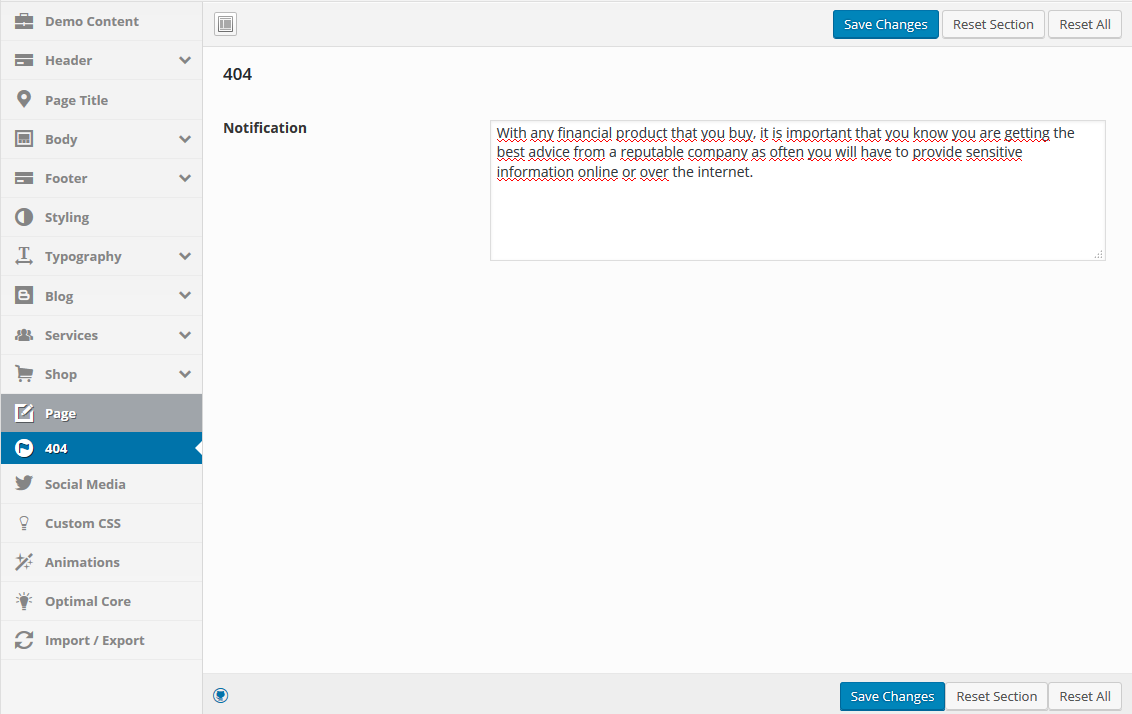 Demo Content
Header
Page Title
Body
Footer
Styling
Typography
Blog
Services
Shop
Page
404
Social Media
Custom CSS
Animations
Optimal Core
Import / Export
Save Changes Reset Section Reset All
404
Notification
With any financial product that you buy, it is important that you know you are getting the
best advice from a reputable company as often you will have to provide sensitive
information online or over the internet.
Save Changes Reset Section Reset All